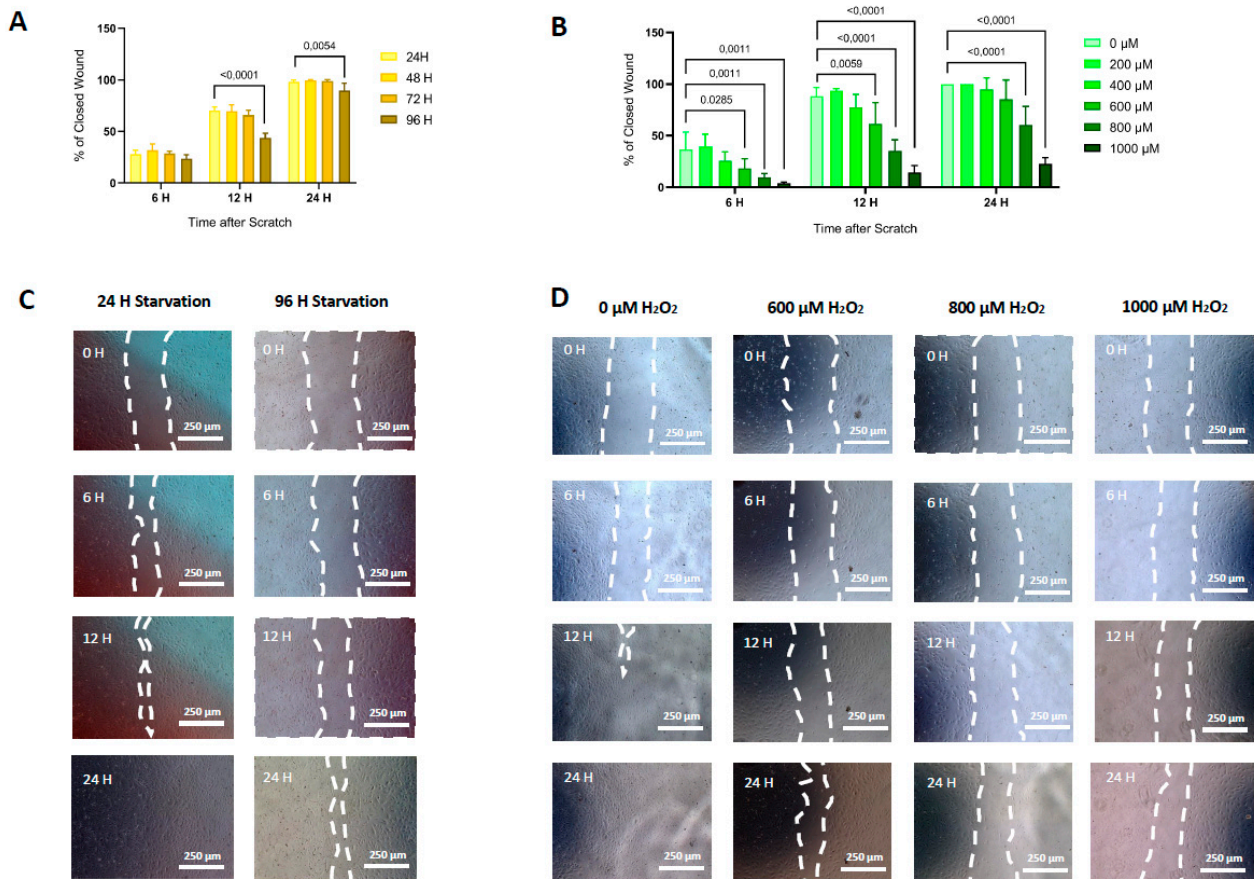 A
% of Closed Wound
150
100
50
0
<0,0001
0,0054
6 H
12 H
24 H
Time after Scratch
24H
48 H
72 H
96 H
B
% of Closed Wound
150
100
50
0
0,0011
0,0011
0.0285
<0,0001
<0,0001
0,0059
<0,0001
<0,0001
6 H
12 H
24 H
Time after Scratch
0 µM
200 µM
400 µM
600 µM
800 µM
1000 µM
C
24 H Starvation
96 H Starvation
0 H
250 µm
0 H
250 µm
6 H
250 µm
6 H
250 µm
12 H
250 µm
12 H
250 µm
24 H
250 µm
24 H
250 µm
D
0 µM H₂O₂
600 µM H₂O₂
800 µM H₂O₂
1000 µM H₂O₂
0 H
250 µm
0 H
250 µm
0 H
250 µm
0 H
250 µm
6 H
250 µm
6 H
250 µm
6 H
250 µm
6 H
250 µm
12 H
250 µm
12 H
250 µm
12 H
250 µm
12 H
250 µm
24 H
250 µm
24 H
250 µm
24 H
250 µm
24 H
250 µm